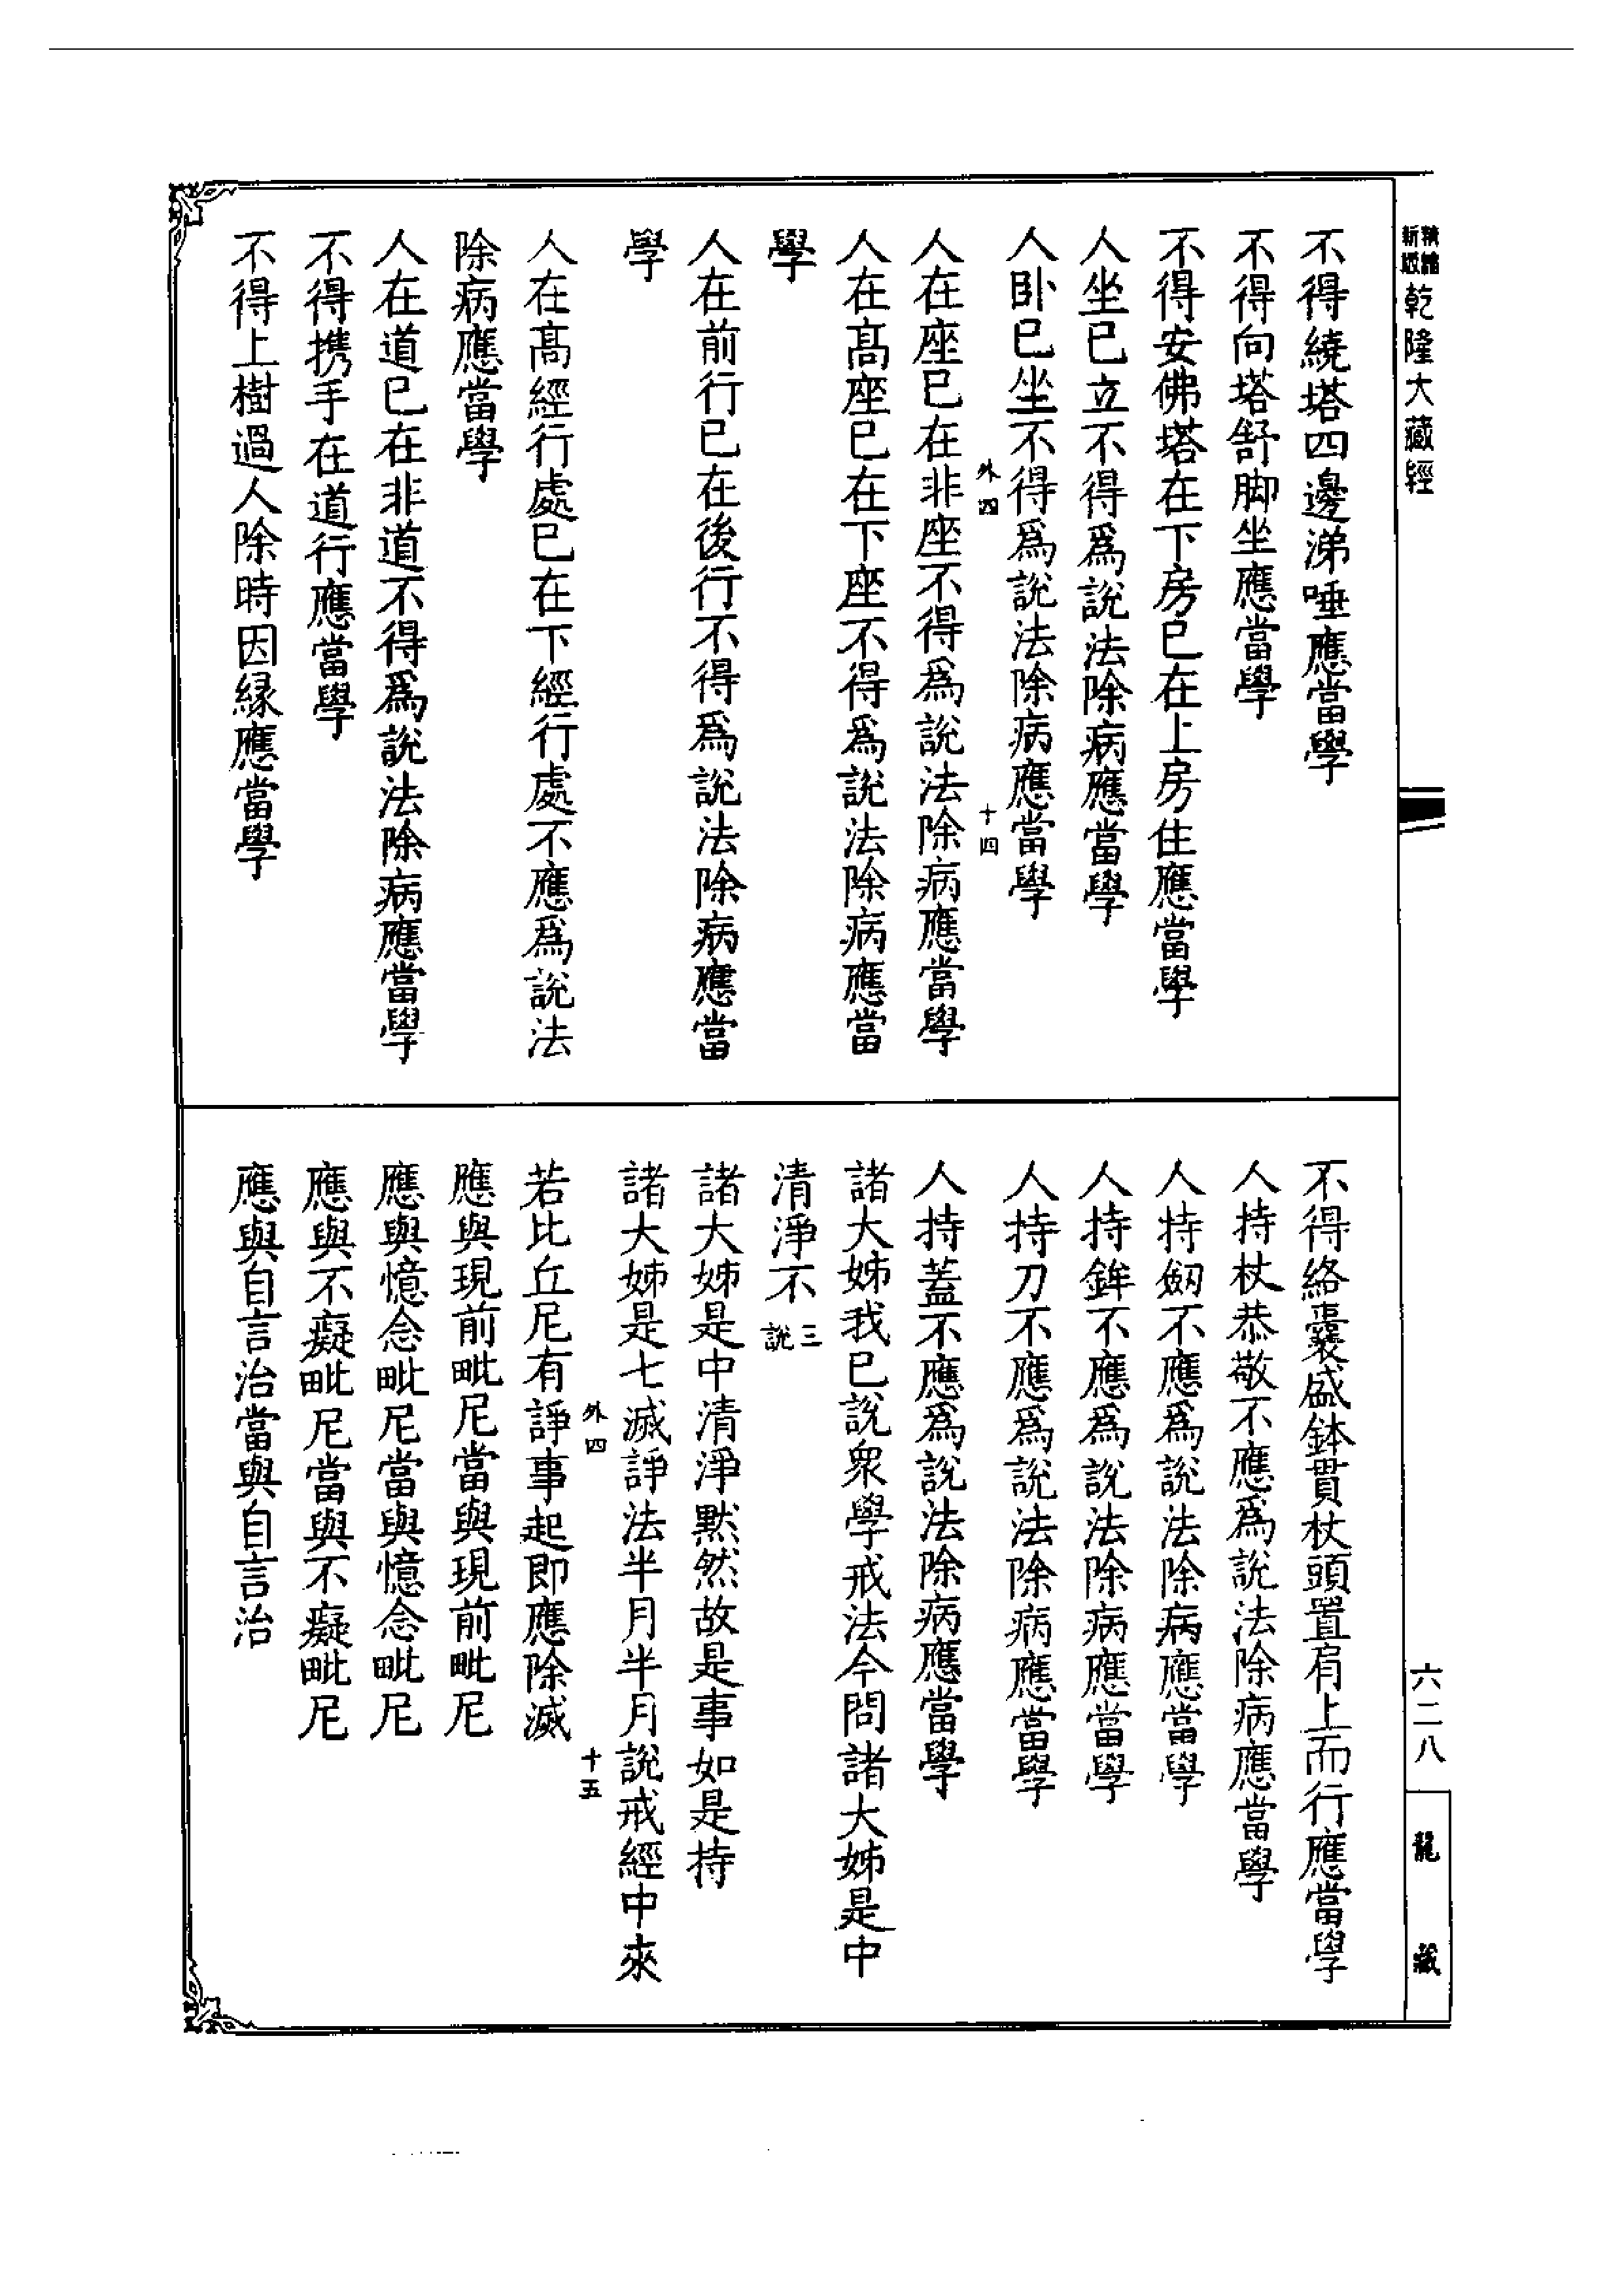 精縮新版乾隆大藏經
不得繞塔四邊涕唾應當學
不得向塔舒脚坐應當學
不得安佛塔在下房已在上房住應當學
人坐已立不得爲說法除病應當學
人臥已坐不得爲說法除病應當學
外四 十四
人在座已在非座不得爲說法除病應當學
人在髙座已在下座不得爲說法除病應當
學
人在前行已在後行不得爲說法除病應當
學
人在髙經行處已在下經行處不應爲說法
除病應當學
人在道已在非道不得爲說法除病應當學
不得携手在道行應當學
不得上樹過人除時因緣應當學
不得絡囊盛鉢貫杖頭置肩上而行應當學
人持杖恭敬不應爲說法除病應當學
人持劒不應爲說法除病應當學
人持鉾不應爲說法除病應當學
人持刀不應爲說法除病應當學
人持蓋不應爲說法除病應當學
諸大姊我已說衆學戒法今問諸大姊是中
清淨不三說
諸大姊是中清淨黙然故是事如是持
諸大姊是七滅諍法半月半月說戒經中來
外四 十五
若比丘尼有諍事起即應除滅
應與現前毗尼當與現前毗尼
應與憶念毗尼當與憶念毗尼
應與不癡毗尼當與不癡毗尼
應與自言治當與自言治
六二八
龍藏